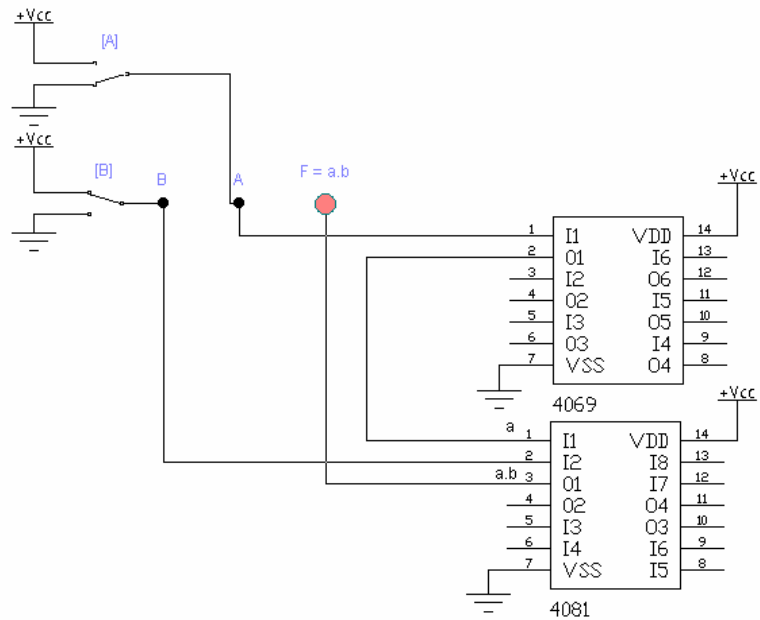 +Vcc
[A]
+Vcc
[B]
B
A
F = a.b
+Vcc
1 I1 VDD 14
2 O1 I6 13
3 I2 O6 12
4 O2 I5 11
5 I3 O5 10
6 O3 I4 9
7 VSS O4 8
4069
+Vcc
a 1 I1 VDD 14
2 I2 I8 13
a.b 3 O1 I7 12
4 O2 O4 11
5 I3 O3 10
6 I4 I6 9
7 VSS I5 8
4081